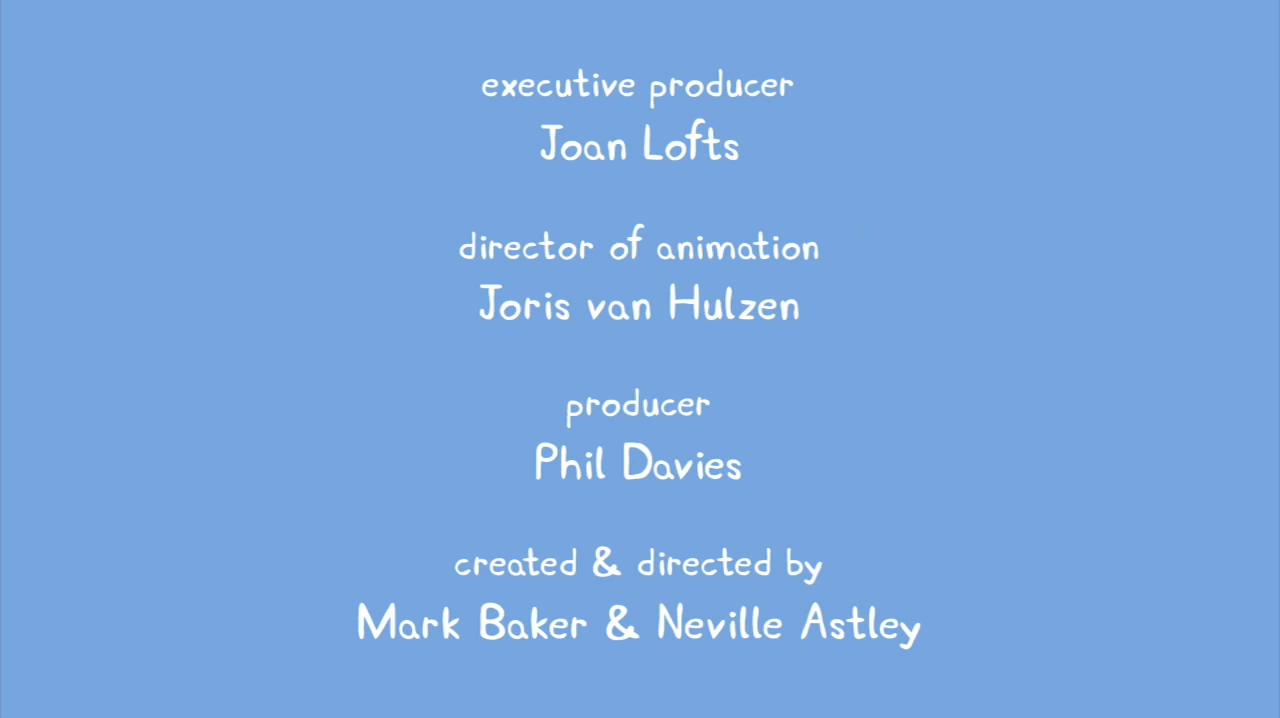 executive producer
Joan Lofts
director of animation
Joris van Hulzen
producer
Phil Davies
created & directed by
Mark Baker & Neville Astley